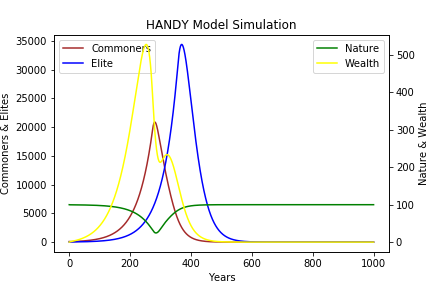 HANDY Model Simulation
Commoners
Elite
Nature
Wealth
35000
30000
25000
20000
15000
10000
5000
0
Commoners & Elites
500
400
300
200
100
0
Nature & Wealth
0
200
400
600
800
1000
Years